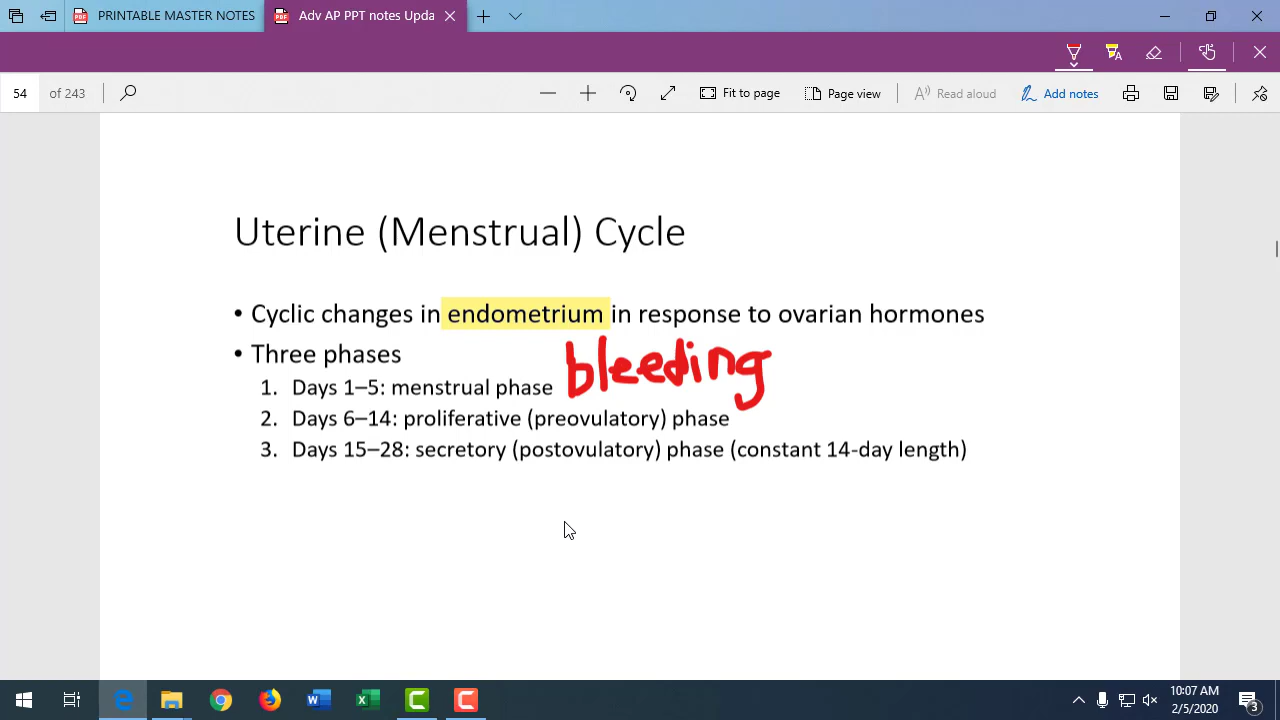 PRINTABLE MASTER NOTES
Adv AP PPT notes Upda
54 of 243
Fit to page
Page view
Read aloud
Add notes
Uterine (Menstrual) Cycle
• Cyclic changes in endometrium in response to ovarian hormones
• Three phases
bleeding
1. Days 1–5: menstrual phase
2. Days 6–14: proliferative (preovulatory) phase
3. Days 15–28: secretory (postovulatory) phase (constant 14-day length)
10:07 AM
2/5/2020
3